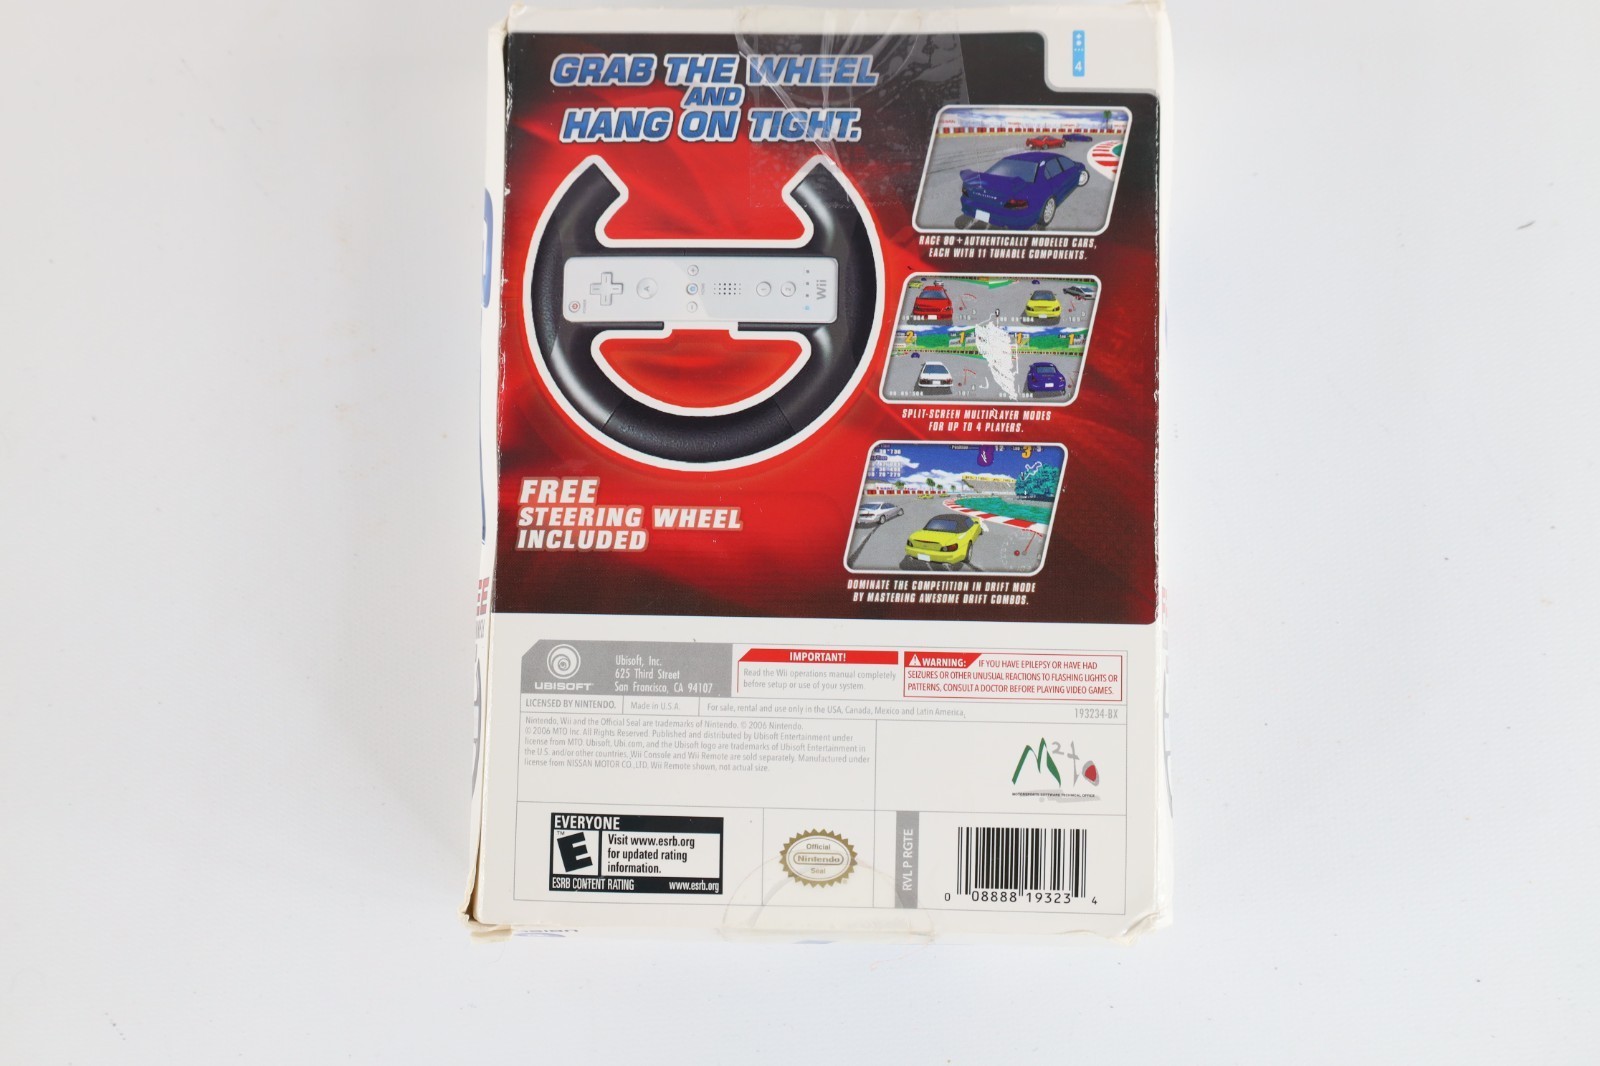 GRAB THE WHEEL
AND
HANG ON TIGHT.
4
Wii
RACE 80+ AUTHENTICALLY MODELED CARS,
EACH WITH 11 TUNABLE COMPONENTS.
SPLIT-SCREEN MULTIPLAYER MODES
FOR UP TO 4 PLAYERS.
FREE
STEERING WHEEL
INCLUDED
DOMINATE THE COMPETITION IN DRIFT MODE
BY MASTERING AWESOME DRIFT COMBOS.
UBISOFT
Ubisoft, Inc.
625 Third Street
San Francisco, CA 94107
IMPORTANT!
Read the Wii operations manual completely
before setup or use of your system.
WARNING: IF YOU HAVE EPILEPSY OR HAVE HAD
SEIZURES OR OTHER UNUSUAL REACTIONS TO FLASHING LIGHTS OR
PATTERNS, CONSULT A DOCTOR BEFORE PLAYING VIDEO GAMES.
LICENSED BY NINTENDO.
Made in U.S.A.
For sale, rental and use only in the USA, Canada, Mexico and Latin America.
193234-BX
Nintendo, Wii and the Official Seal are trademarks of Nintendo. © 2006 Nintendo.
© 2006 MTO Inc. All Rights Reserved. Published and distributed by Ubisoft Entertainment under
license from MTO. Ubisoft, Ubi.com, and the Ubisoft logo are trademarks of Ubisoft Entertainment in
the U.S. and/or other countries. Wii Console and Wii Remote are sold separately. Manufactured under
license from NISSAN MOTOR CO., LTD. Wii Remote shown, not actual size.
EVERYONE
E
TM
Visit www.esrb.org
for updated rating
information.
ESRB CONTENT RATING www.esrb.org
Official
Nintendo
Seal
RVL P RGTE
0 08888 19323 4